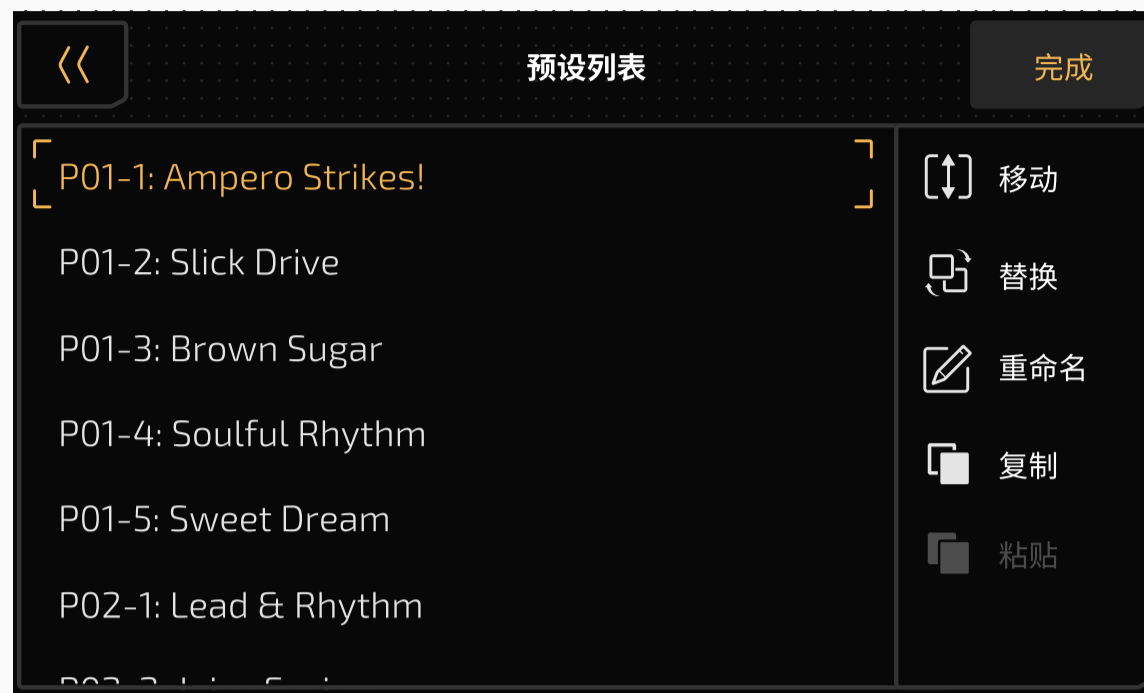 预设列表
完成
P01-1: Ampero Strikes!
P01-2: Slick Drive
P01-3: Brown Sugar
P01-4: Soulful Rhythm
P01-5: Sweet Dream
P02-1: Lead & Rhythm
移动
替换
重命名
复制
粘贴